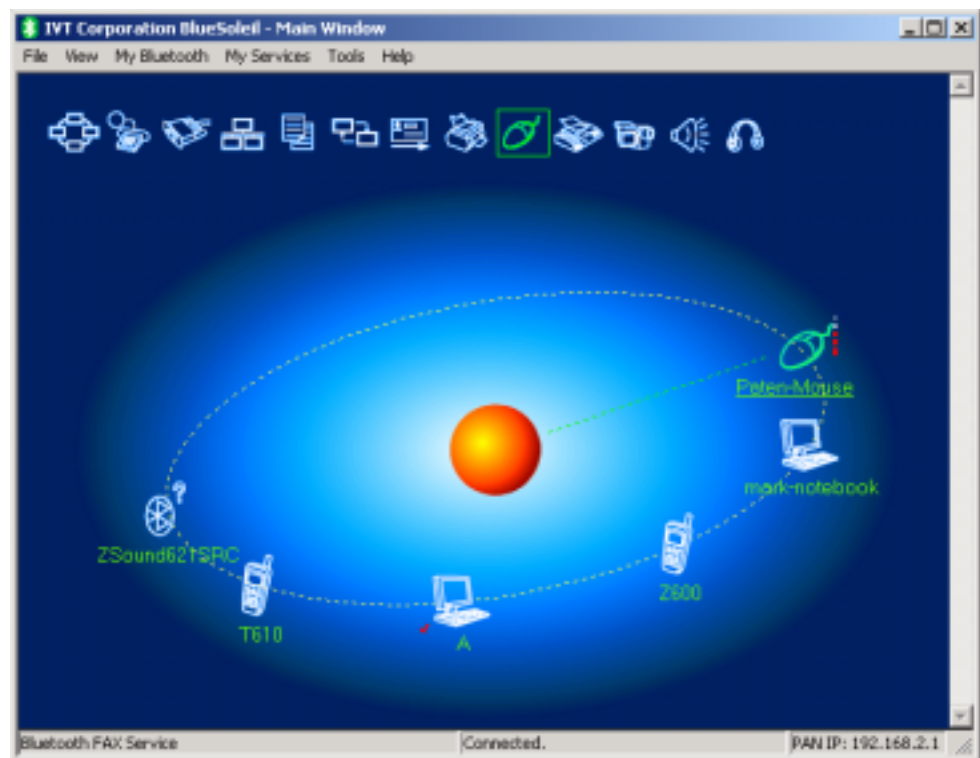 IVT Corporation BlueSoleil - Main Window
File View My Bluetooth My Services Tools Help
Paten-Mouse
mark-notebook
ZSound621SRC
Z600
T610
A
Bluetooth FAX Service Connected. PAN IP: 192.168.2.1